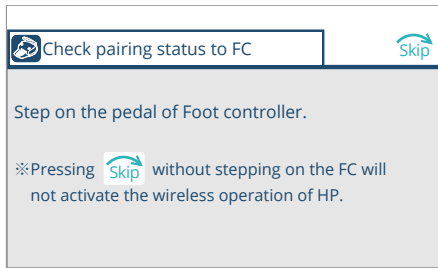 Check pairing status to FC
Skip
Step on the pedal of Foot controller.
※Pressing Skip without stepping on the FC will
not activate the wireless operation of HP.